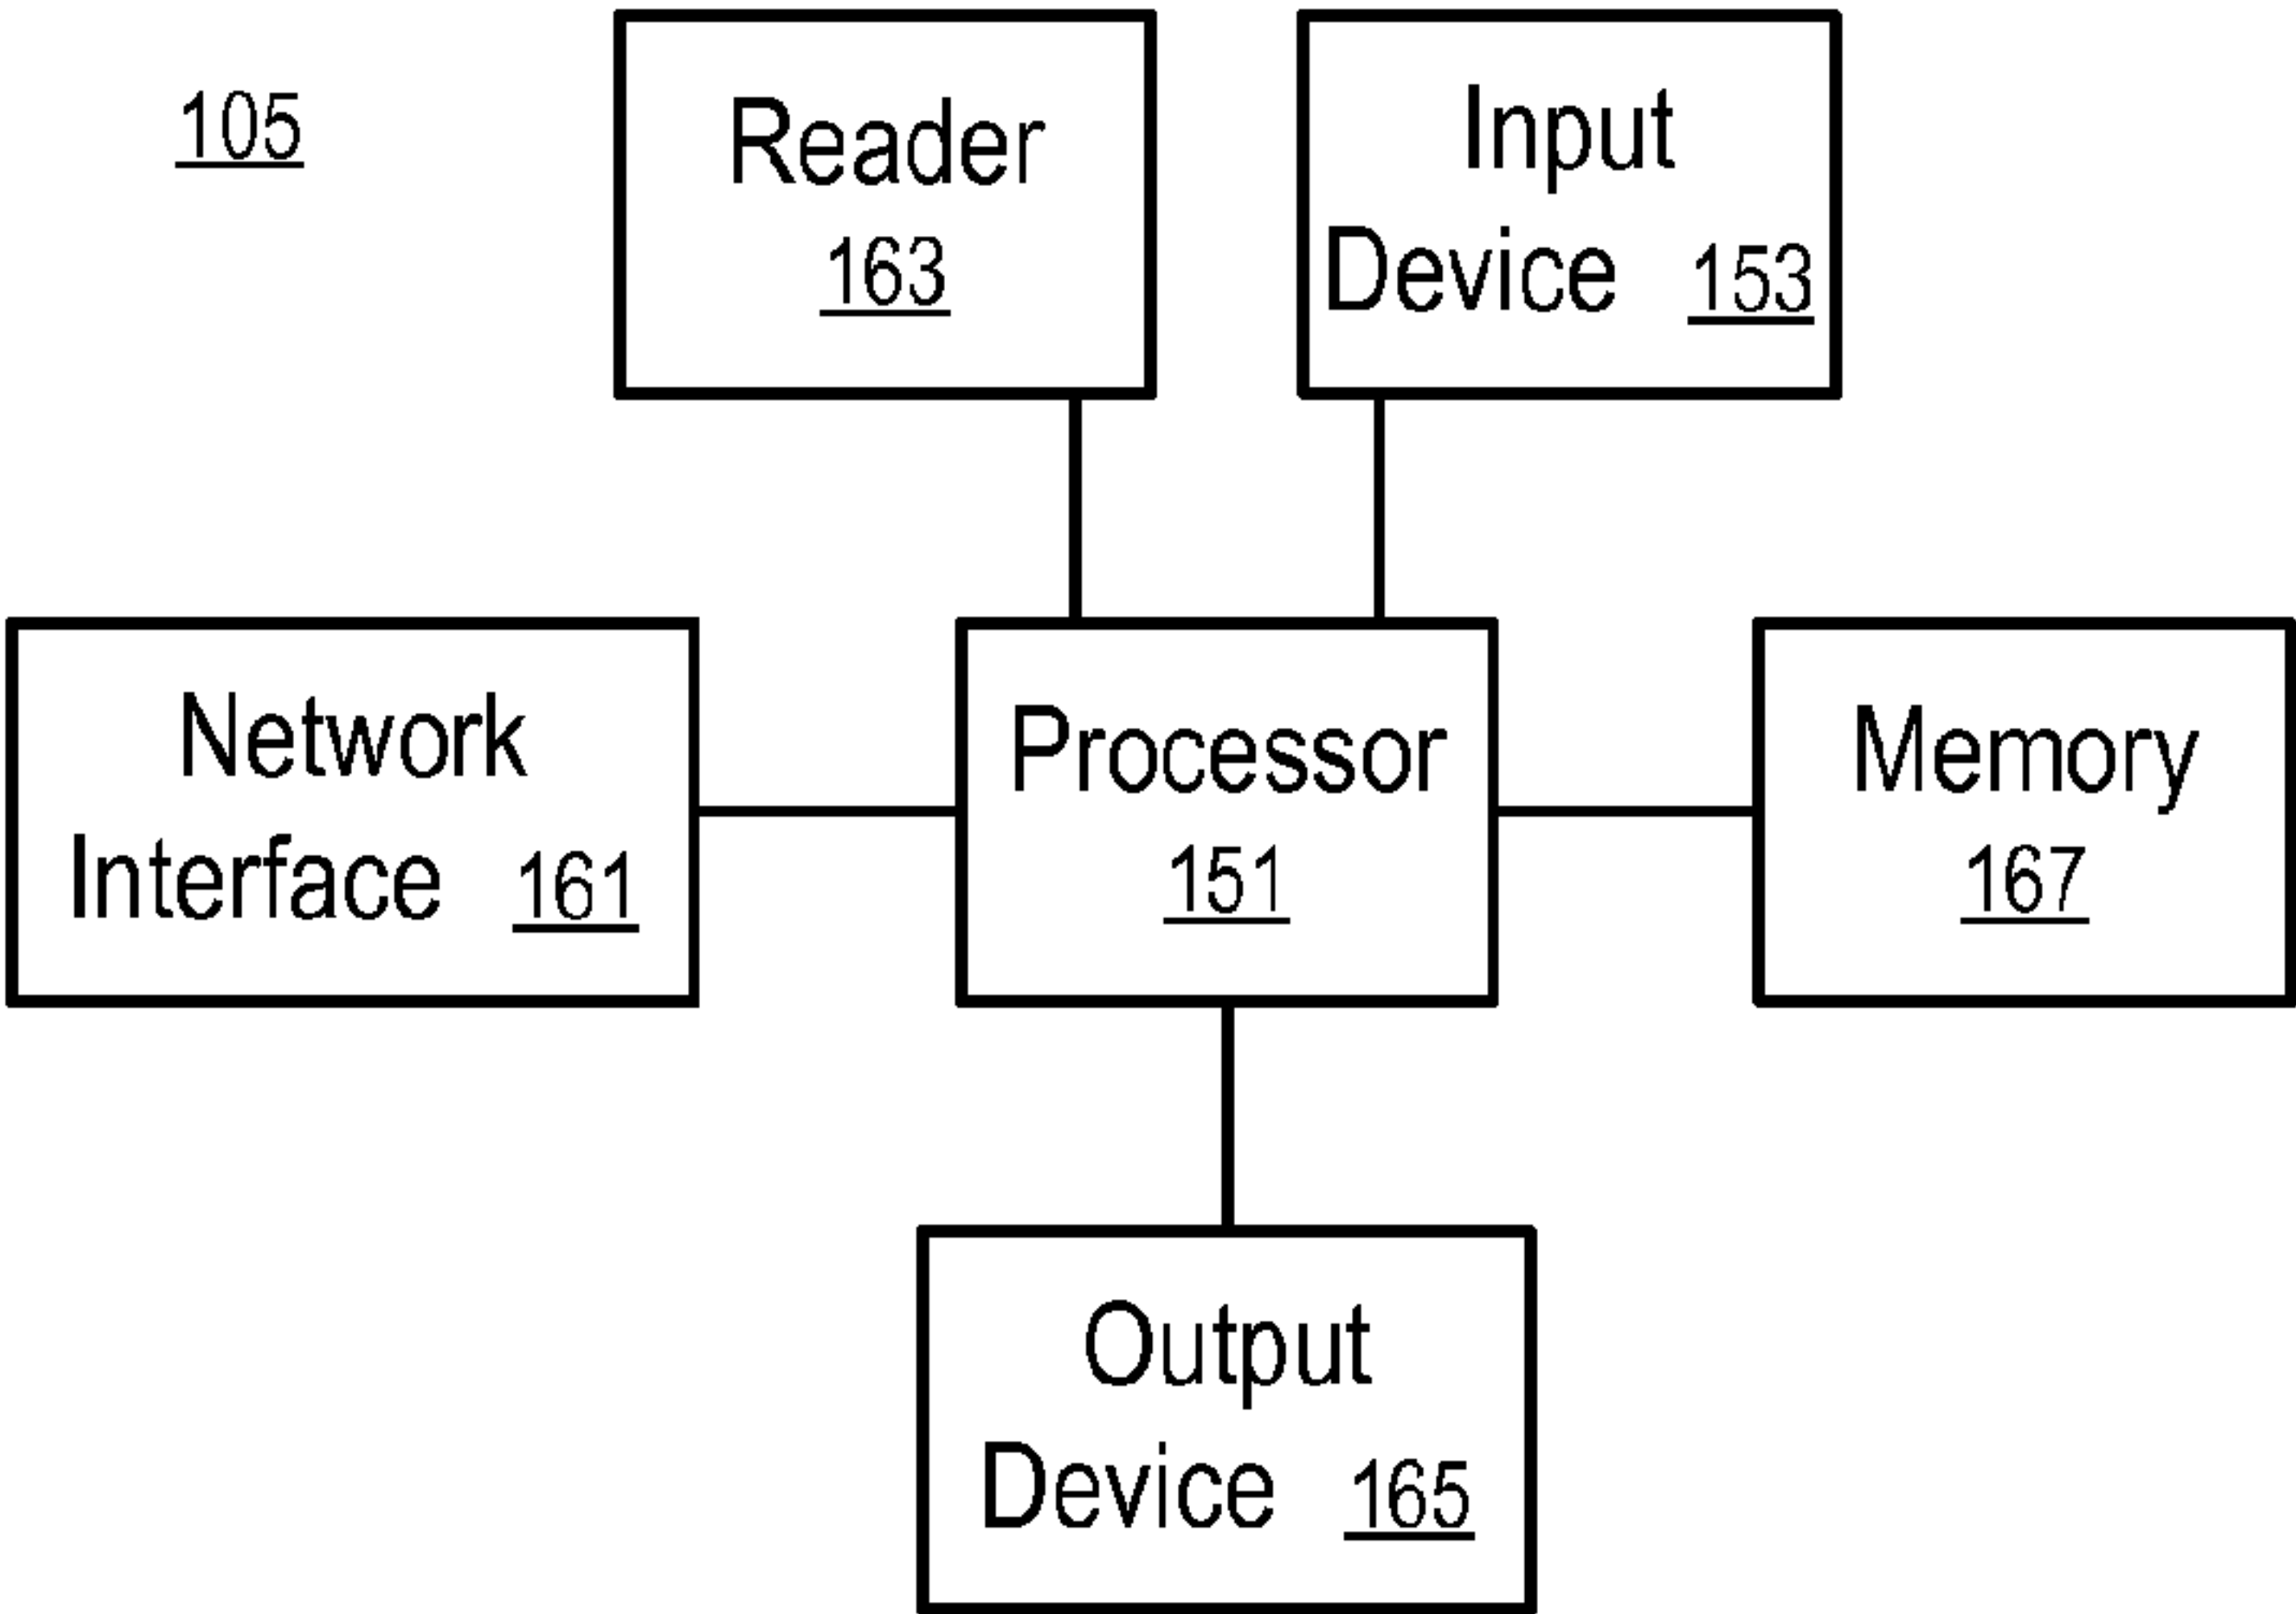 105
Reader
163
Input
Device 153
Network
Interface 161
Processor
151
Memory
167
Output
Device 165